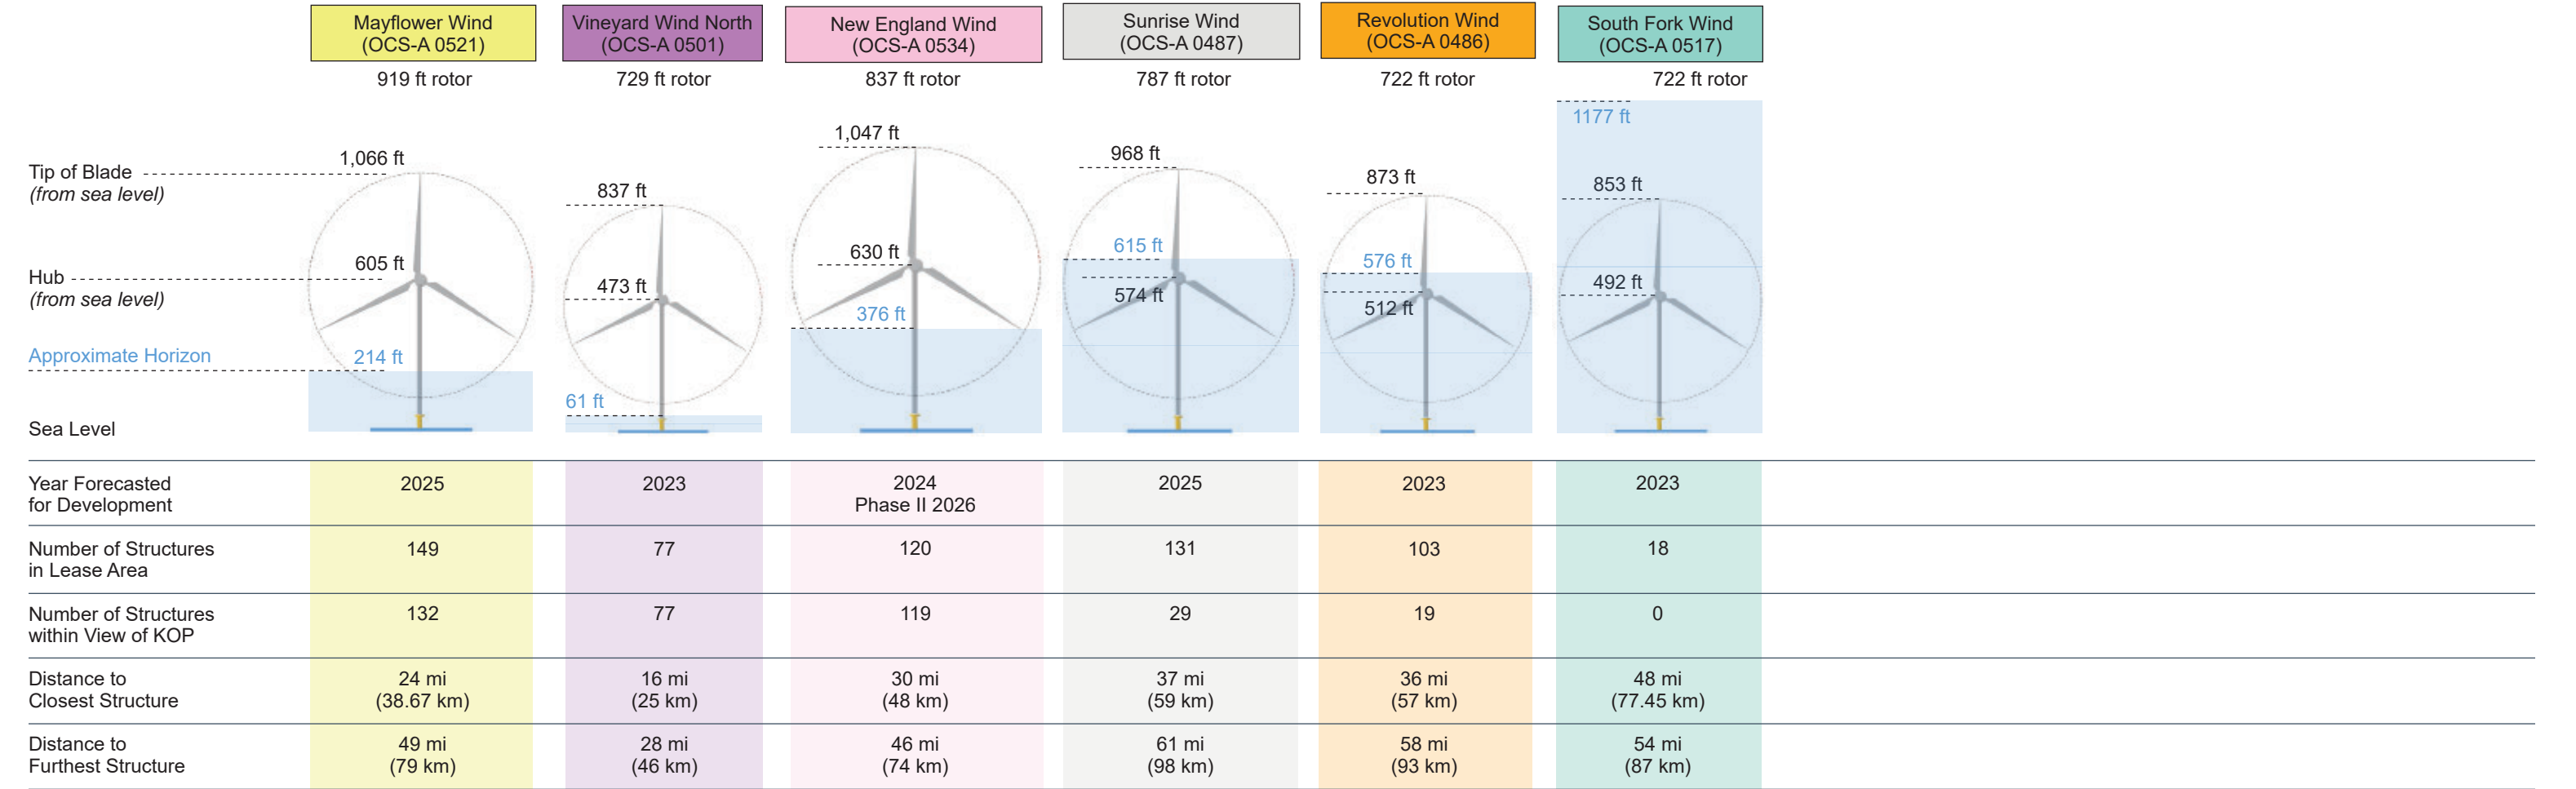 Mayflower Wind
(OCS-A 0521)
Vineyard Wind North
(OCS-A 0501)
New England Wind
(OCS-A 0534)
Sunrise Wind
(OCS-A 0487)
Revolution Wind
(OCS-A 0486)
South Fork Wind
(OCS-A 0517)
919 ft rotor
729 ft rotor
837 ft rotor
787 ft rotor
722 ft rotor
722 ft rotor
Tip of Blade
(from sea level)
1,066 ft
837 ft
1,047 ft
968 ft
873 ft
1177 ft
853 ft
Hub
(from sea level)
605 ft
473 ft
630 ft
615 ft
574 ft
576 ft
512 ft
492 ft
Approximate Horizon
214 ft
61 ft
376 ft
Sea Level
Year Forecasted
for Development
2025
2023
2024
Phase II 2026
2025
2023
2023
Number of Structures
in Lease Area
149
77
120
131
103
18
Number of Structures
within View of KOP
132
77
119
29
19
0
Distance to
Closest Structure
24 mi
(38.67 km)
16 mi
(25 km)
30 mi
(48 km)
37 mi
(59 km)
36 mi
(57 km)
48 mi
(77.45 km)
Distance to
Furthest Structure
49 mi
(79 km)
28 mi
(46 km)
46 mi
(74 km)
61 mi
(98 km)
58 mi
(93 km)
54 mi
(87 km)